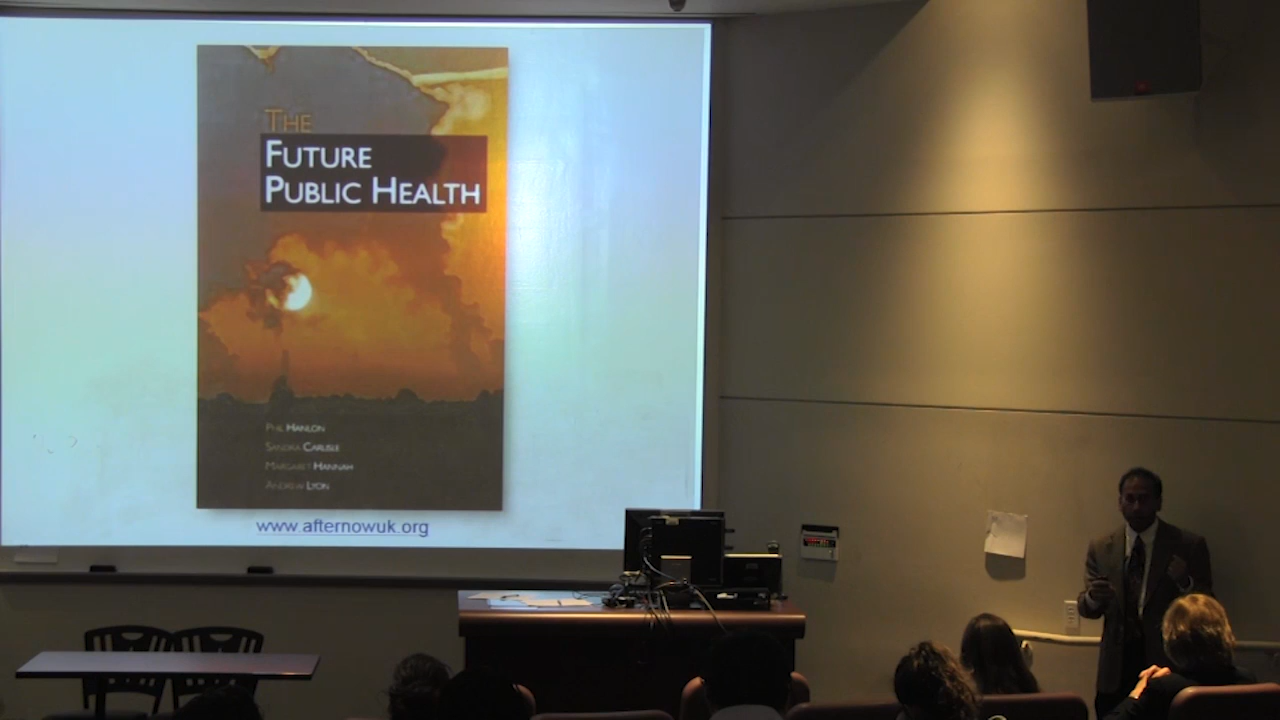 THE
FUTURE
PUBLIC HEALTH
PHIL HANLON
SANDRA CARLISLE
MARGARET HANNAH
ANDREW LYON
www.afternowuk.org